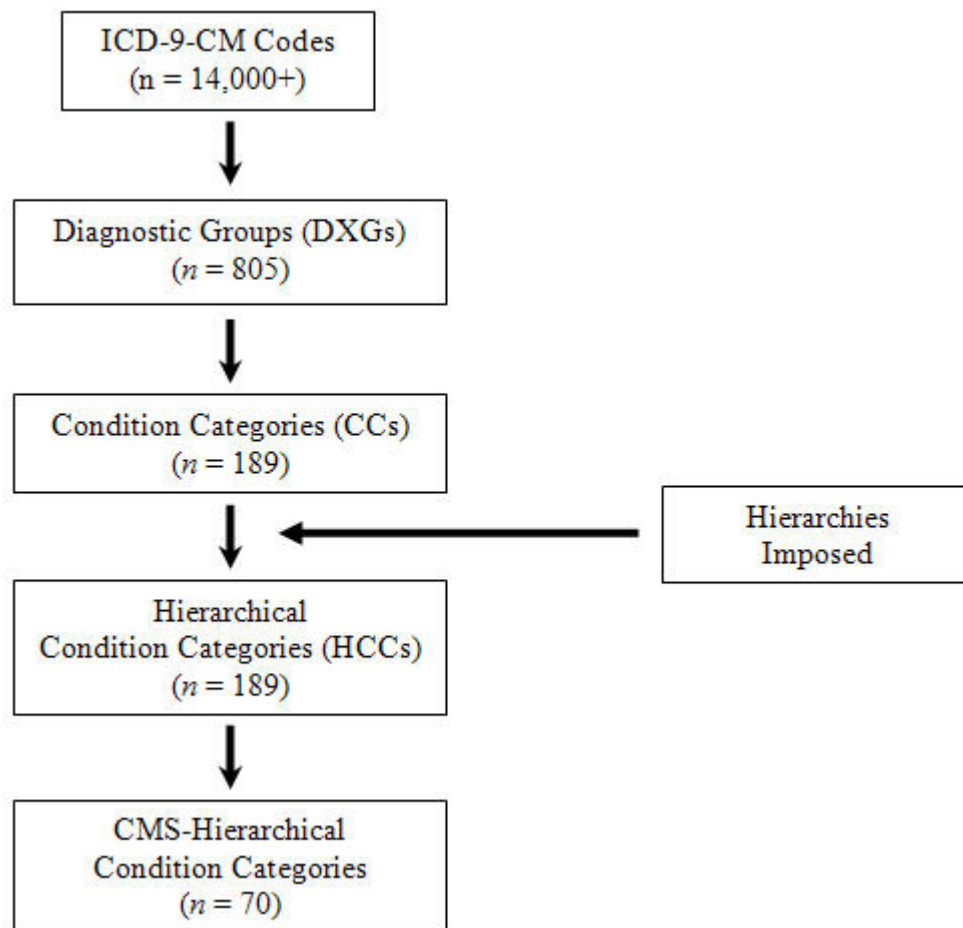 ICD-9-CM Codes
(n = 14,000+)
Diagnostic Groups (DXGs)
(n = 805)
Condition Categories (CCs)
(n = 189)
Hierarchies
Imposed
Hierarchical
Condition Categories (HCCs)
(n = 189)
CMS-Hierarchical
Condition Categories
(n = 70)